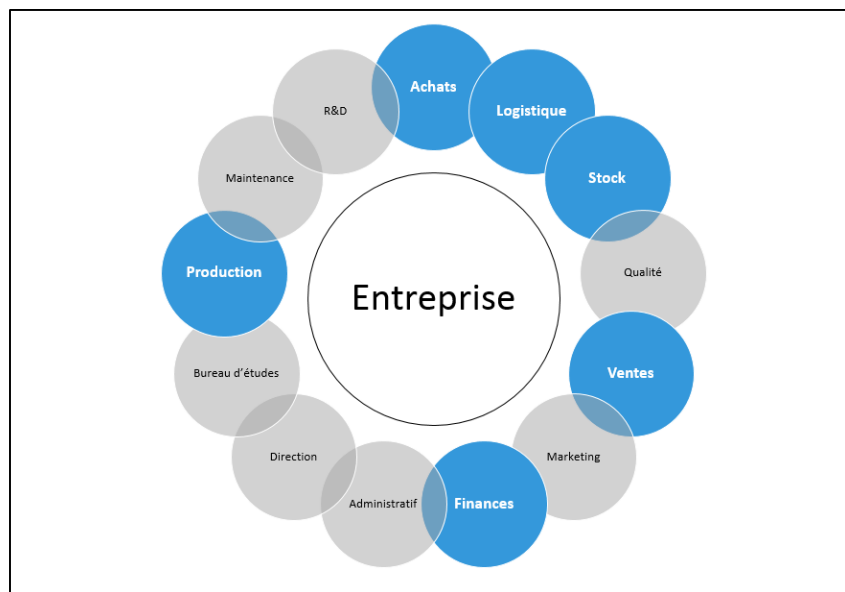 Achats
Logistique
Stock
Qualité
Ventes
Marketing
Finances
Administratif
Direction
Bureau d’études
Production
Maintenance
R&D
Entreprise